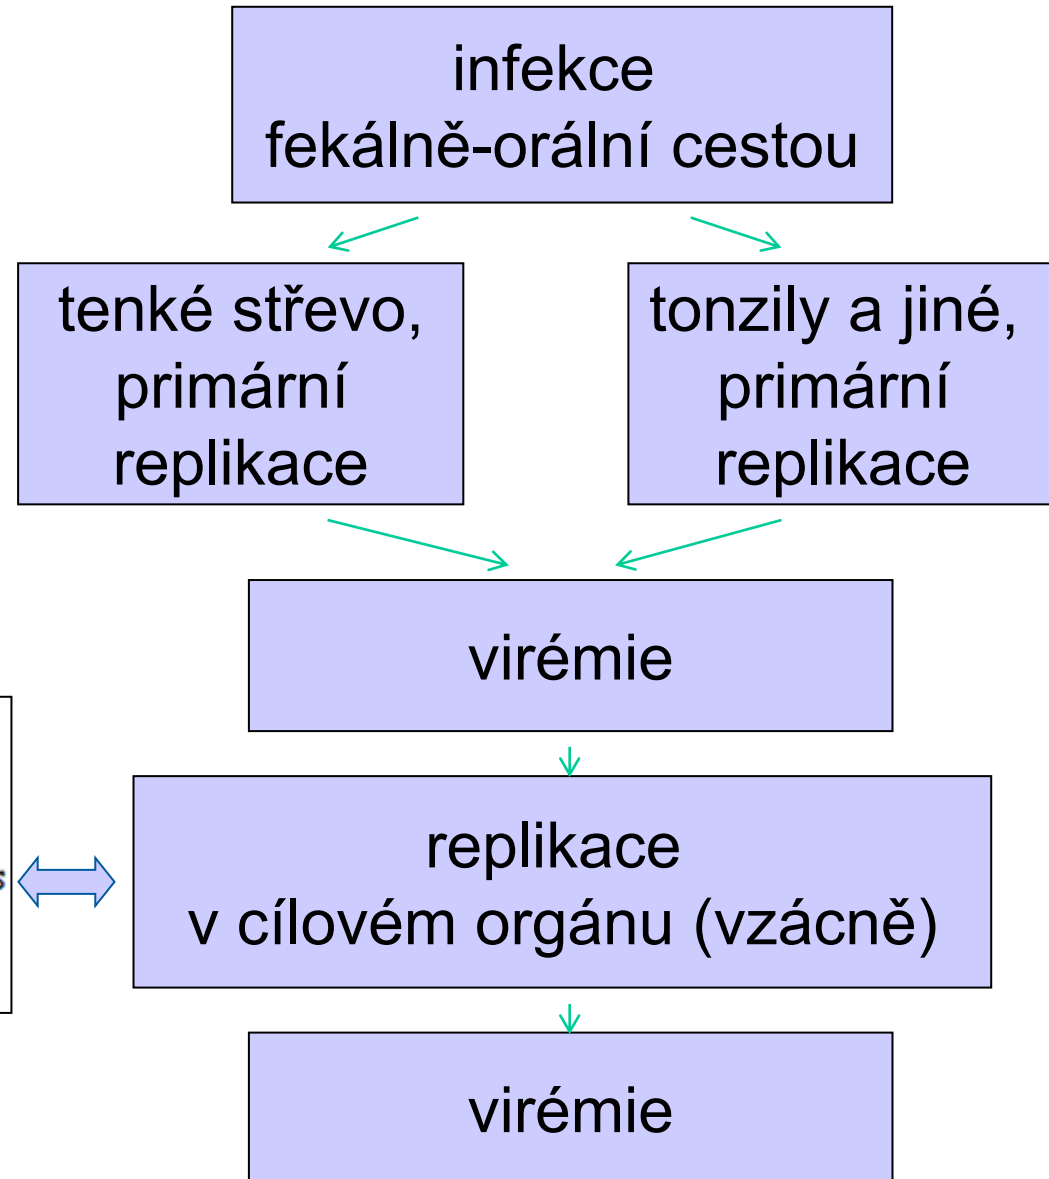 infekce
fekálně-orální cestou
tenké střevo,
primární
replikace
tonzily a jiné,
primární
replikace
virémie
replikace
v cílovém orgánu (vzácně)
virémie